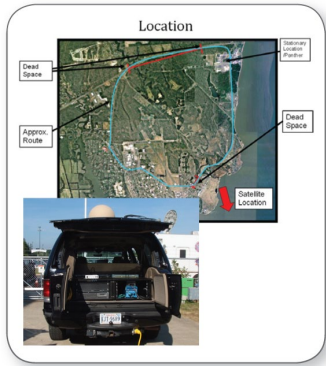 Location
Stationary
Location
/Panther
Dead
Space
Approx.
Route
Dead
Space
Satellite
Location